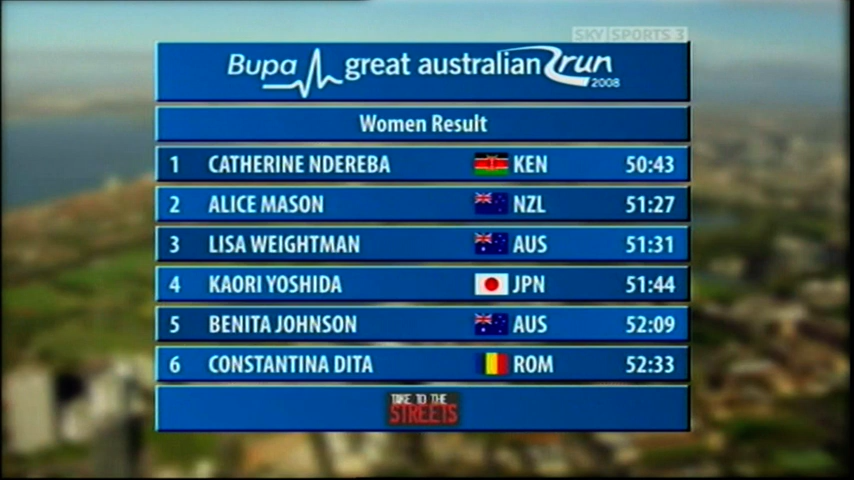 SKY SPORTS 3
Bupa great australian run
2008
Women Result
1 CATHERINE NDEREBA KEN 50:43
2 ALICE MASON NZL 51:27
3 LISA WEIGHTMAN AUS 51:31
4 KAORI YOSHIDA JPN 51:44
5 BENITA JOHNSON AUS 52:09
6 CONSTANTINA DITA ROM 52:33
TAKE TO THE
STREETS